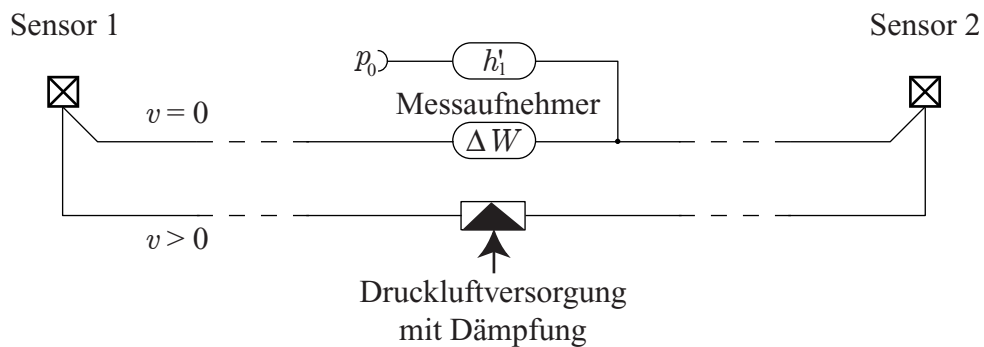 Sensor 1
Sensor 2
p₀
h'₁
Messaufnehmer
v = 0
ΔW
v > 0
Druckluftversorgung
mit Dämpfung